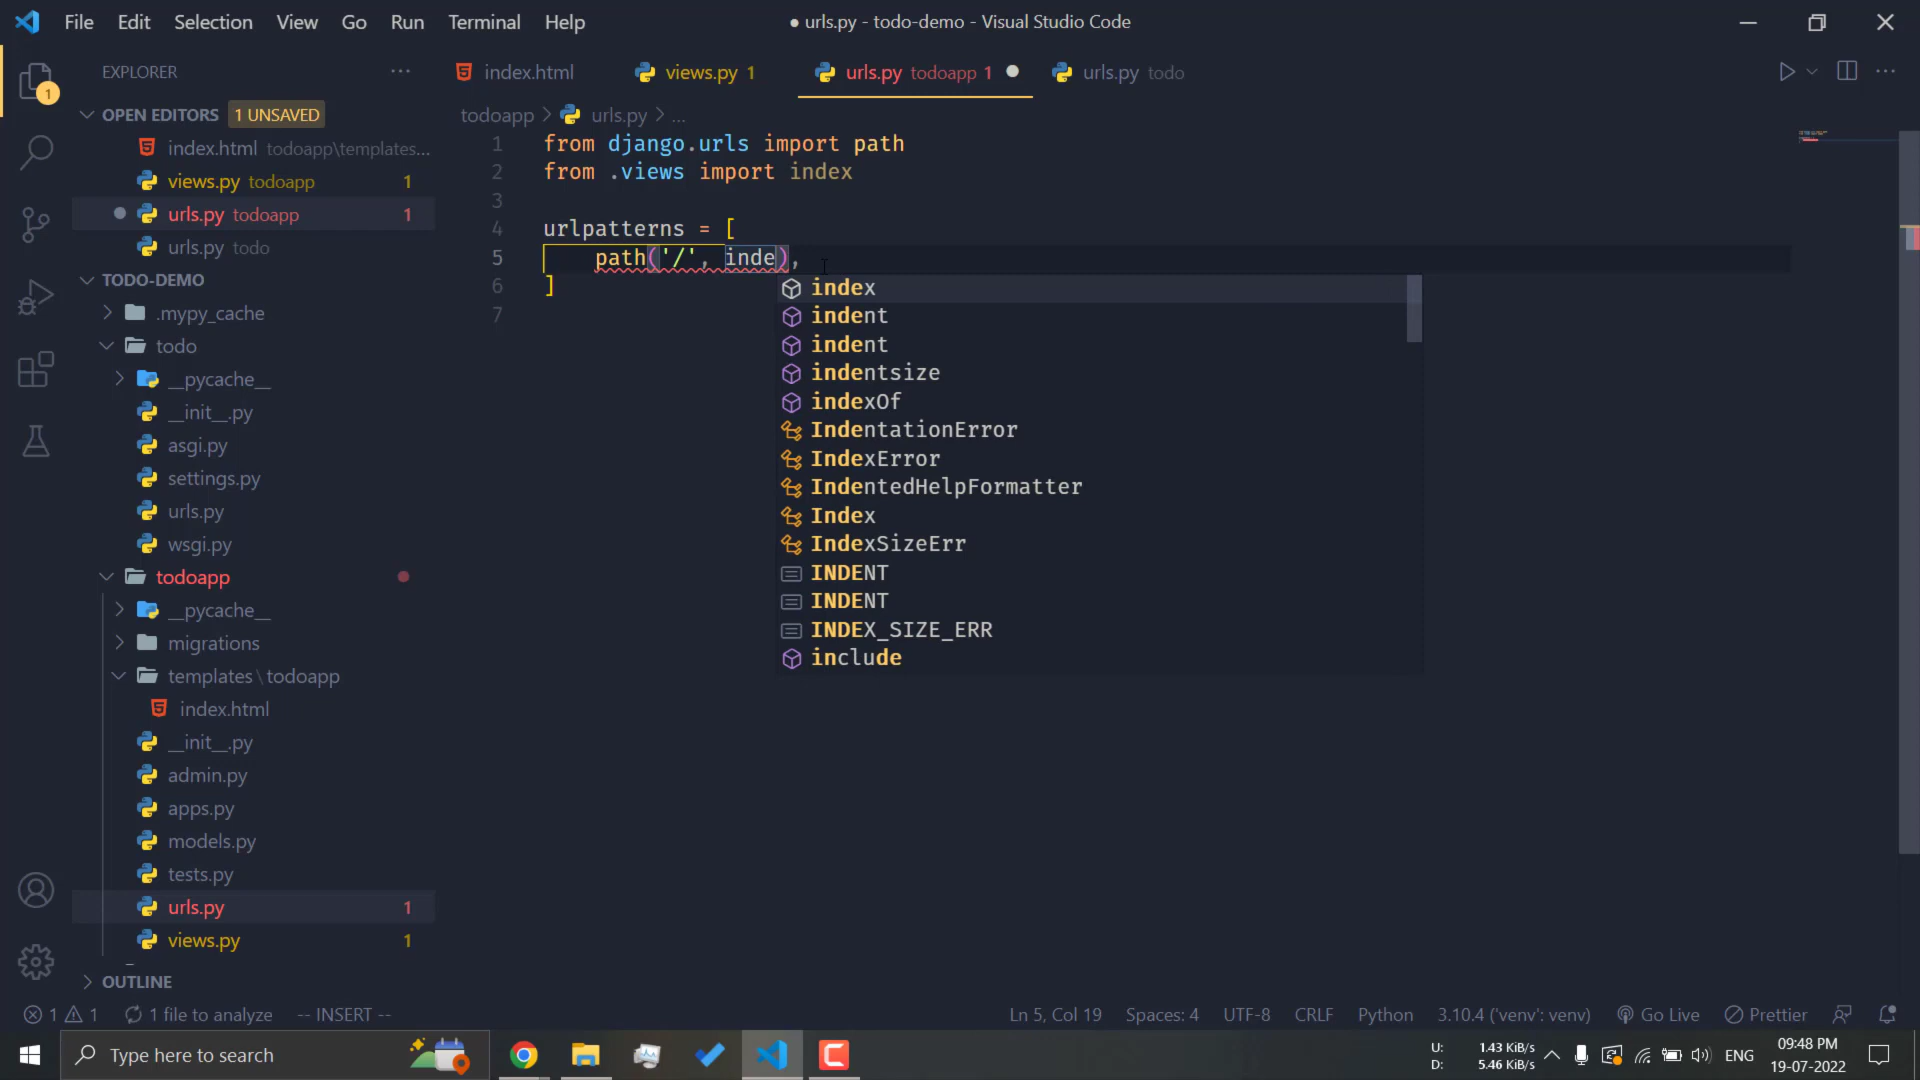 File Edit Selection View Go Run Terminal Help
● urls.py - todo-demo - Visual Studio Code
EXPLORER
1
OPEN EDITORS 1 UNSAVED
index.html todoapp\templates...
views.py todoapp 1
urls.py todoapp 1
urls.py todo
TODO-DEMO
.mypy_cache
todo
__pycache__
__init__.py
asgi.py
settings.py
urls.py
wsgi.py
todoapp
__pycache__
migrations
templates\todoapp
index.html
__init__.py
admin.py
apps.py
models.py
tests.py
urls.py 1
views.py 1
OUTLINE
index.html views.py 1 urls.py todoapp 1 urls.py todo
todoapp > urls.py > ...
1 from django.urls import path
2 from .views import index
3
4 urlpatterns = [
5 path('/', inde),
6 ]
7
index
indent
indent
indentsize
indexOf
IndentationError
IndexError
IndentedHelpFormatter
Index
IndexSizeErr
INDENT
INDENT
INDEX_SIZE_ERR
include
1 1 1 file to analyze -- INSERT -- Ln 5, Col 19 Spaces: 4 UTF-8 CRLF Python 3.10.4 ('venv': venv) Go Live Prettier
Type here to search
U: 1.43 KiB/s
D: 5.46 KiB/s
ENG
09:48 PM
19-07-2022